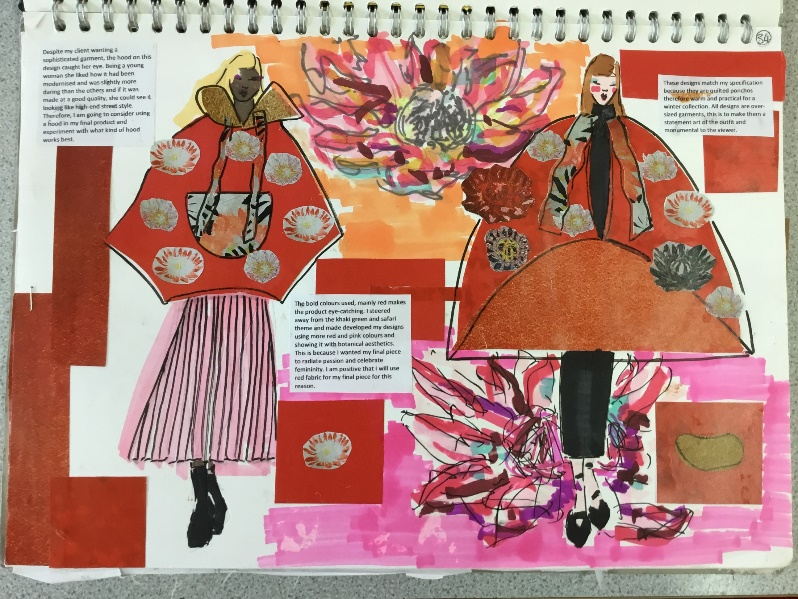 Despite my client wanting a
sophisticated garment, the hood on this
design caught her eye. Being a young
woman she liked how it had been
modernised and was slightly more
daring than the others and if it was
made at a good quality, she could see it
looking like high-end street style.
Therefore, I am going to consider using
a hood in my final product and
experiment with what kind of hood
works best.
34
These designs match my specification
because they are quilted ponchos
therefore warm and practical for a
winter collection. All designs are over-
sized garments, this is to make them a
statement art of the outfit and
monumental to the viewer.
The bold colours used, mainly red makes
the product eye-catching. I steered
away from the khaki green and safari
theme and made developed my designs
using more red and pink colours and
showing it with botanical aesthetics.
This is because I wanted my final piece
to radiate passion and celebrate
femininity. I am positive that I will use
red fabric for my final piece for this
reason.